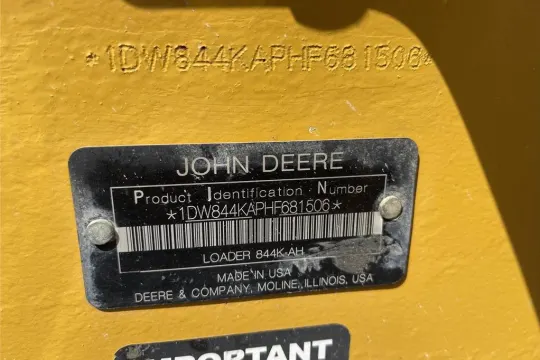 *1DW844KAPHF681506*
JOHN DEERE
Product Identification Number
*1DW844KAPHF681506*
LOADER 844K-AH
MADE IN USA
DEERE & COMPANY, MOLINE, ILLINOIS, USA
IMPORTANT